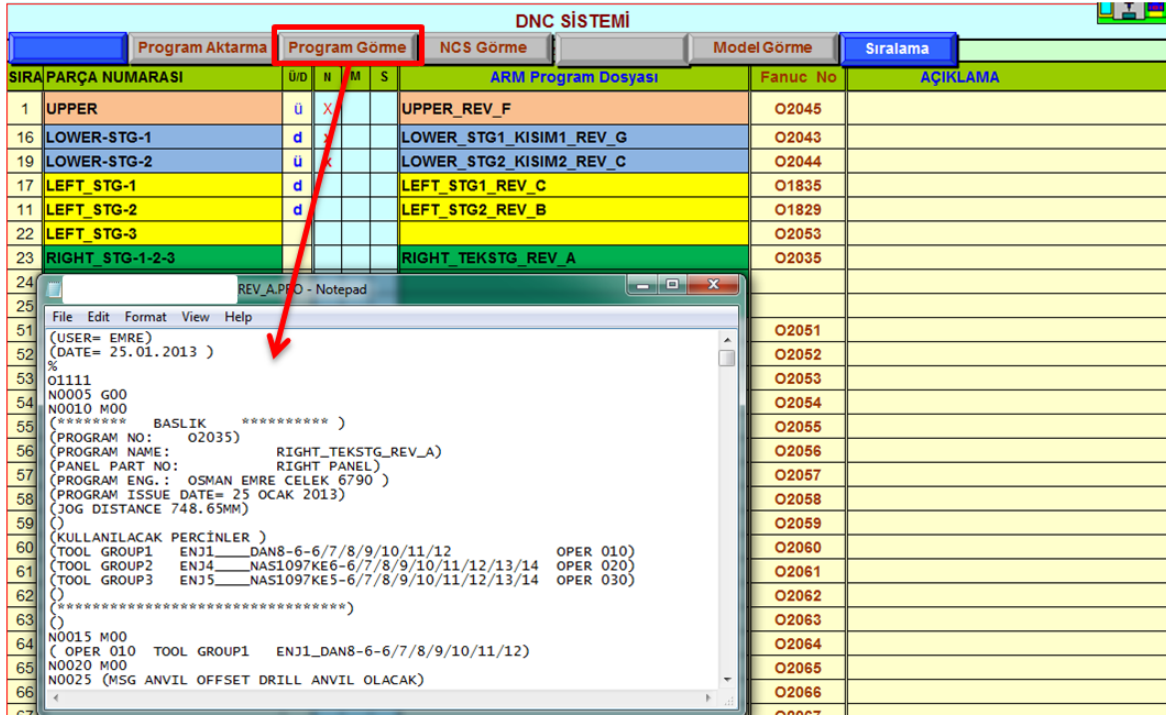 DNC SİSTEMİ
Program Aktarma Program Görme NCS Görme Model Görme Sıralama
SIRA PARÇA NUMARASI Ü/D N M S ARM Program Dosyası Fanuc No AÇIKLAMA
1 UPPER ü X UPPER_REV_F O2045
16 LOWER-STG-1 d x LOWER_STG1_KISIM1_REV_G O2043
19 LOWER-STG-2 ü x LOWER_STG2_KISIM2_REV_C O2044
17 LEFT_STG-1 d LEFT_STG1_REV_C O1835
11 LEFT_STG-2 d LEFT_STG2_REV_B O1829
22 LEFT_STG-3 O2053
23 RIGHT_STG-1-2-3 RIGHT_TEKSTG_REV_A O2035
24
25
51 O2051
52 O2052
53 O2053
54 O2054
55 O2055
56 O2056
57 O2057
58 O2058
59 O2059
60 O2060
61 O2061
62 O2062
63 O2063
64 O2064
65 O2065
66 O2066
67 O2067
REV_A.PRO - Notepad
File Edit Format View Help
(USER= EMRE)
(DATE= 25.01.2013 )
%
O1111
N0005 G00
N0010 M00
(******** BASLIK ********** )
(PROGRAM NO: O2035)
(PROGRAM NAME: RIGHT_TEKSTG_REV_A)
(PANEL PART NO: RIGHT PANEL)
(PROGRAM ENG.: OSMAN EMRE CELEK 6790 )
(PROGRAM ISSUE DATE= 25 OCAK 2013)
(JOG DISTANCE 748.65MM)
()
(KULLANILACAK PERCİNLER )
(TOOL GROUP1 ENJ1____DAN8-6-6/7/8/9/10/11/12 OPER 010)
(TOOL GROUP2 ENJ4____NAS1097KE6-6/7/8/9/10/11/12/13/14 OPER 020)
(TOOL GROUP3 ENJ5____NAS1097KE5-6/7/8/9/10/11/12/13/14 OPER 030)
()
(**********************************)
()
N0015 M00
( OPER 010 TOOL GROUP1 ENJ1_DAN8-6-6/7/8/9/10/11/12)
N0020 M00
N0025 (MSG ANVIL OFFSET DRILL ANVIL OLACAK)